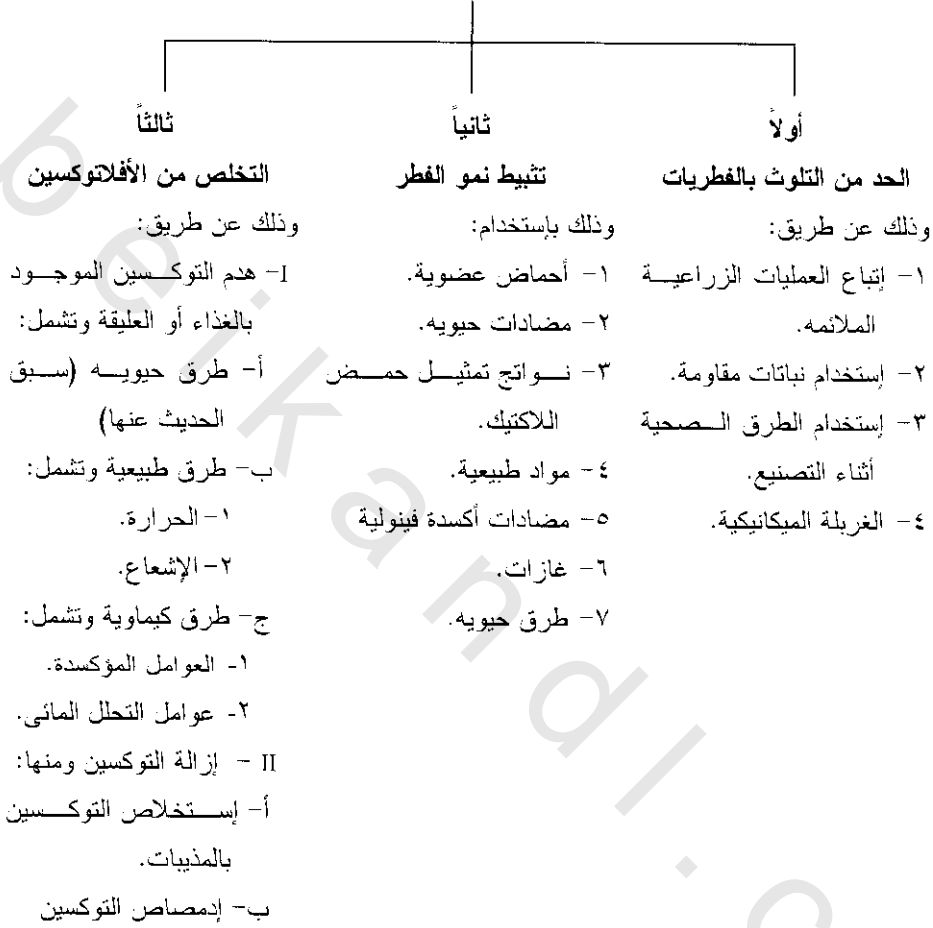 أولاً
الحد من التلوث بالفطريات
وذلك عن طريق:
١- إتباع العمليات الزراعية
الملائمه.
٢- إستخدام نباتات مقاومة.
٣- إستخدام الطرق الصحية
أثناء التصنيع.
٤- الغربلة الميكانيكية.
ثانياً
تثبيط نمو الفطر
وذلك بإستخدام:
١- أحماض عضوية.
٢- مضادات حيويه.
٣- نواتج تمثيل حمض
اللاكتيك.
٤- مواد طبيعية.
٥- مضادات أكسدة فينولية
٦- غازات.
٧- طرق حيويه.
ثالثاً
التخلص من الأفلاتوكسين
وذلك عن طريق:
I- هدم التوكسين الموجود
بالغذاء أو العليقة وتشمل:
أ- طرق حيويه (سبق
الحديث عنها)
ب- طرق طبيعية وتشمل:
١- الحرارة.
٢- الإشعاع.
ج- طرق كيماوية وتشمل:
١- العوامل المؤكسدة.
٢- عوامل التحلل المائى.
II - إزالة التوكسين ومنها:
أ- إستخلاص التوكسين
بالمذيبات.
ب- إدمصاص التوكسين
beikandl.c